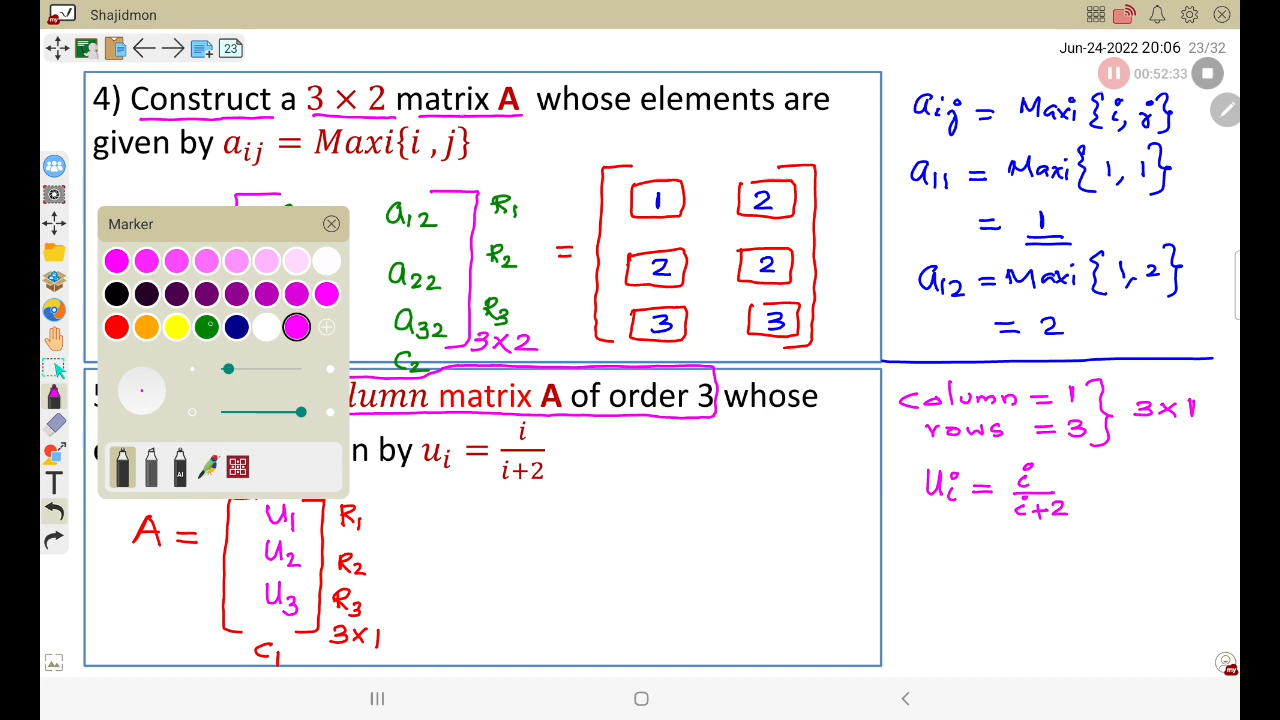 Shajidmon
23
Jun-24-2022 20:06 23/32
00:52:33
4) Construct a 3 × 2 matrix A whose elements are
given by aij = Maxi{i , j}
a12 R1
a22 R2
a32 R3
3×2
C2
= [ 1 2
2 2
3 3 ]
aij = Maxi {i, j}
a11 = Maxi {1, 1}
= 1
a12 = Maxi {1, 2}
= 2
Marker
AI
5
lumn matrix A of order 3 whose
n by ui = i/(i+2)
A = [ U1 R1
U2 R2
U3 ] R3
3×1
C1
column = 1
rows = 3 } 3×1
Ui = i/(i+2)
T